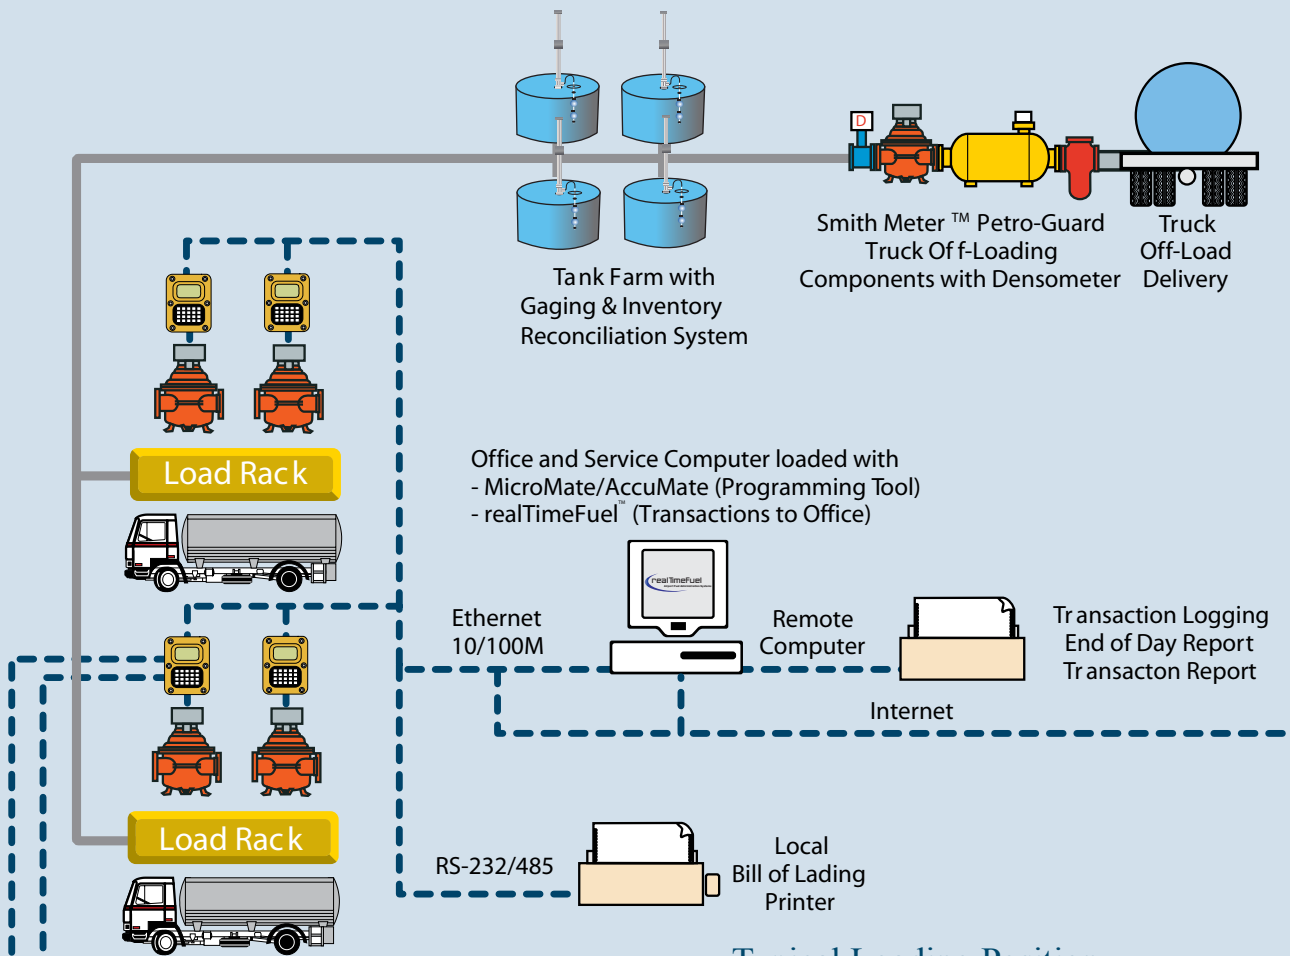 D
Smith Meter ™ Petro-Guard
Truck Off-Loading
Components with Densometer
Truck
Off-Load
Delivery
Tank Farm with
Gaging & Inventory
Reconciliation System
Load Rack
Office and Service Computer loaded with
- MicroMate/AccuMate (Programming Tool)
- realTimeFuel™ (Transactions to Office)
realTimeFuel
Ethernet
10/100M
Remote
Computer
Transaction Logging
End of Day Report
Transacton Report
Internet
Load Rack
RS-232/485
Local
Bill of Lading
Printer
Typical Loading Position